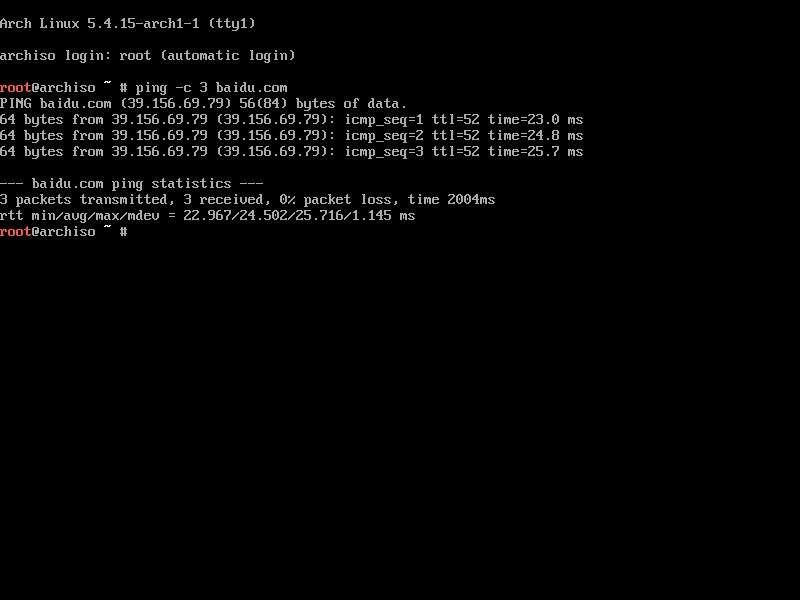 Arch Linux 5.4.15-arch1-1 (tty1)
archiso login: root (automatic login)
root@archiso ~ # ping -c 3 baidu.com
PING baidu.com (39.156.69.79) 56(84) bytes of data.
64 bytes from 39.156.69.79 (39.156.69.79): icmp_seq=1 ttl=52 time=23.0 ms
64 bytes from 39.156.69.79 (39.156.69.79): icmp_seq=2 ttl=52 time=24.8 ms
64 bytes from 39.156.69.79 (39.156.69.79): icmp_seq=3 ttl=52 time=25.7 ms
--- baidu.com ping statistics ---
3 packets transmitted, 3 received, 0% packet loss, time 2004ms
rtt min/avg/max/mdev = 22.967/24.502/25.716/1.145 ms
root@archiso ~ #